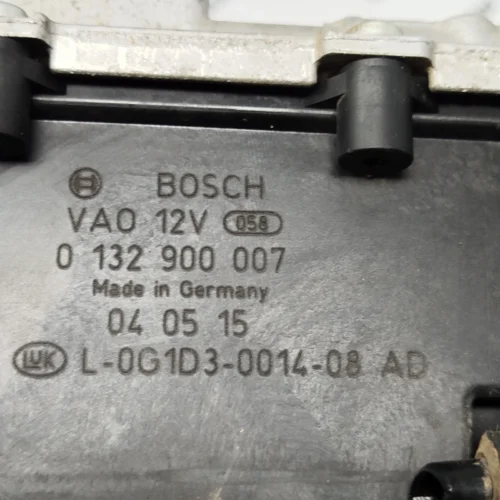 BOSCH
VAO 12V 058
0 132 900 007
Made in Germany
04 05 15
LUK L-0G1D3-0014-08 AD